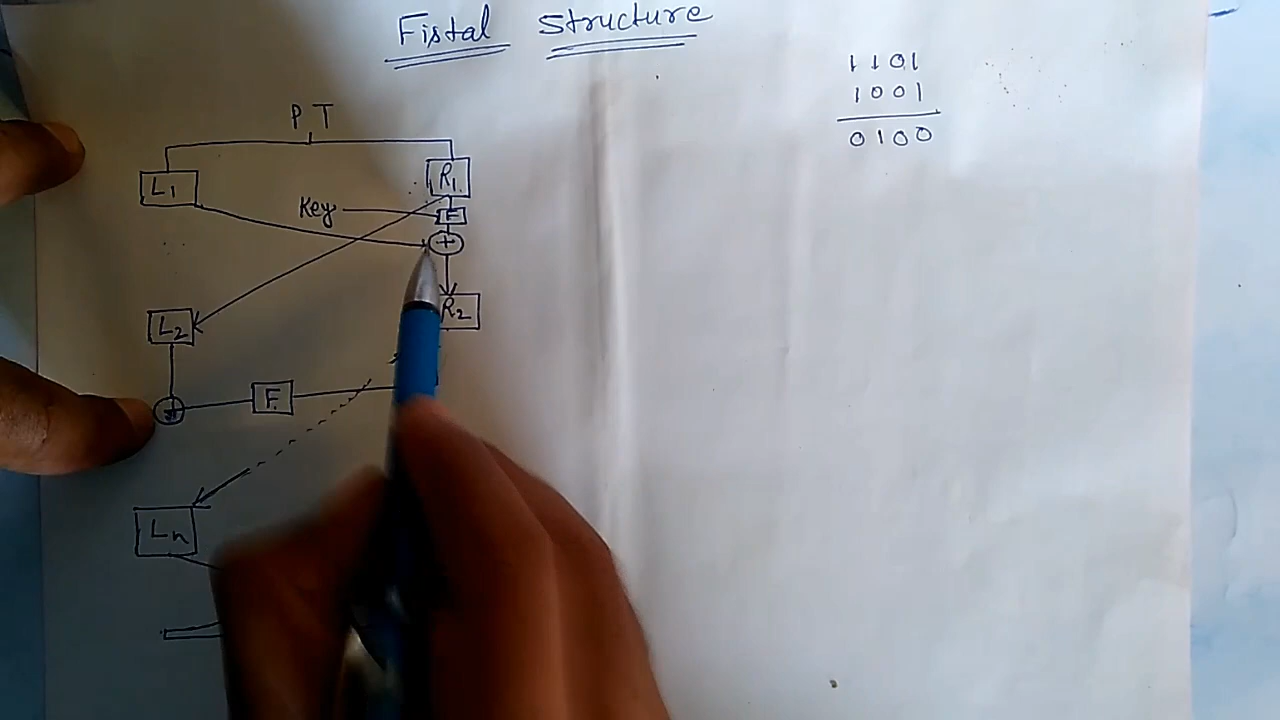 Fistal Structure
1101
1001
0100
PT
L1 R1
Key F
+
L2 R2
+ F
Ln